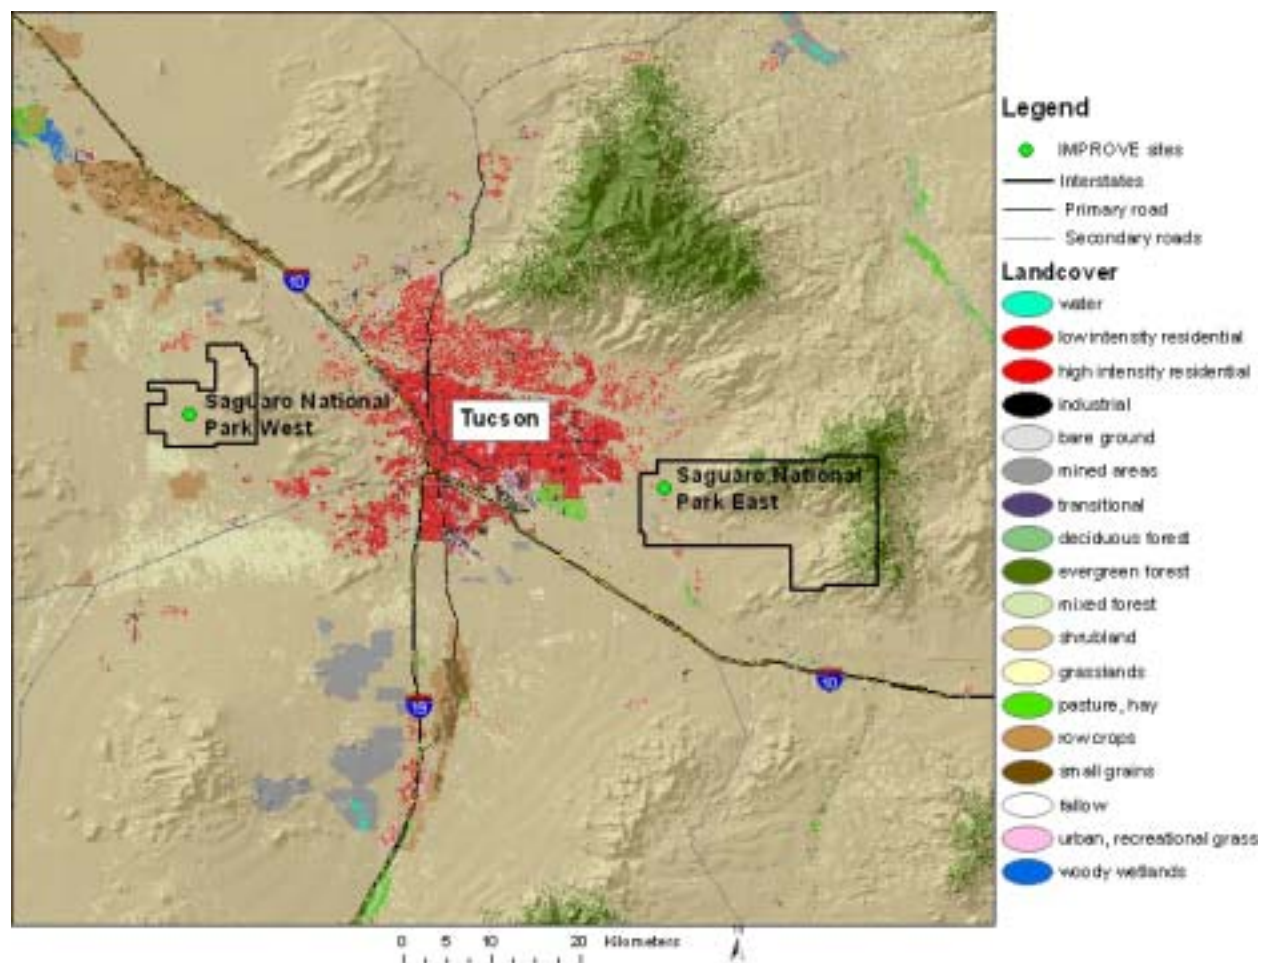 Legend
IMPROVE sites
Interstates
Primary road
Secondary roads
Landcover
water
low intensity residential
high intensity residential
industrial
bare ground
mined areas
transitional
deciduous forest
evergreen forest
mixed forest
shrubland
grasslands
pasture, hay
row crops
small grains
fallow
urban, recreational grass
woody wetlands
10
Saguaro National
Park West
Tucson
Saguaro National
Park East
10
19
0 5 10 20 Kilometers
N